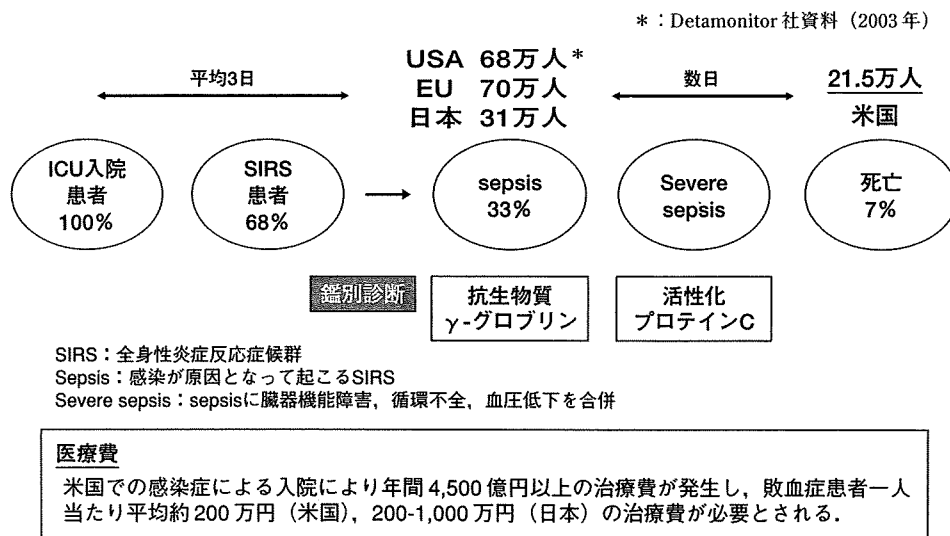 *：Detamonitor 社資料（2003 年）
平均3日
USA 68万人*
EU 70万人
日本 31万人
数日
21.5万人
米国
ICU入院
患者
100%
SIRS
患者
68%
sepsis
33%
Severe
sepsis
死亡
7%
鑑別診断
抗生物質
γ-グロブリン
活性化
プロテインC
SIRS：全身性炎症反応症候群
Sepsis：感染が原因となって起こるSIRS
Severe sepsis：sepsisに臓器機能障害，循環不全，血圧低下を合併
医療費
米国での感染症による入院により年間 4,500 億円以上の治療費が発生し，敗血症患者一人
当たり平均約 200 万円（米国），200-1,000 万円（日本）の治療費が必要とされる．